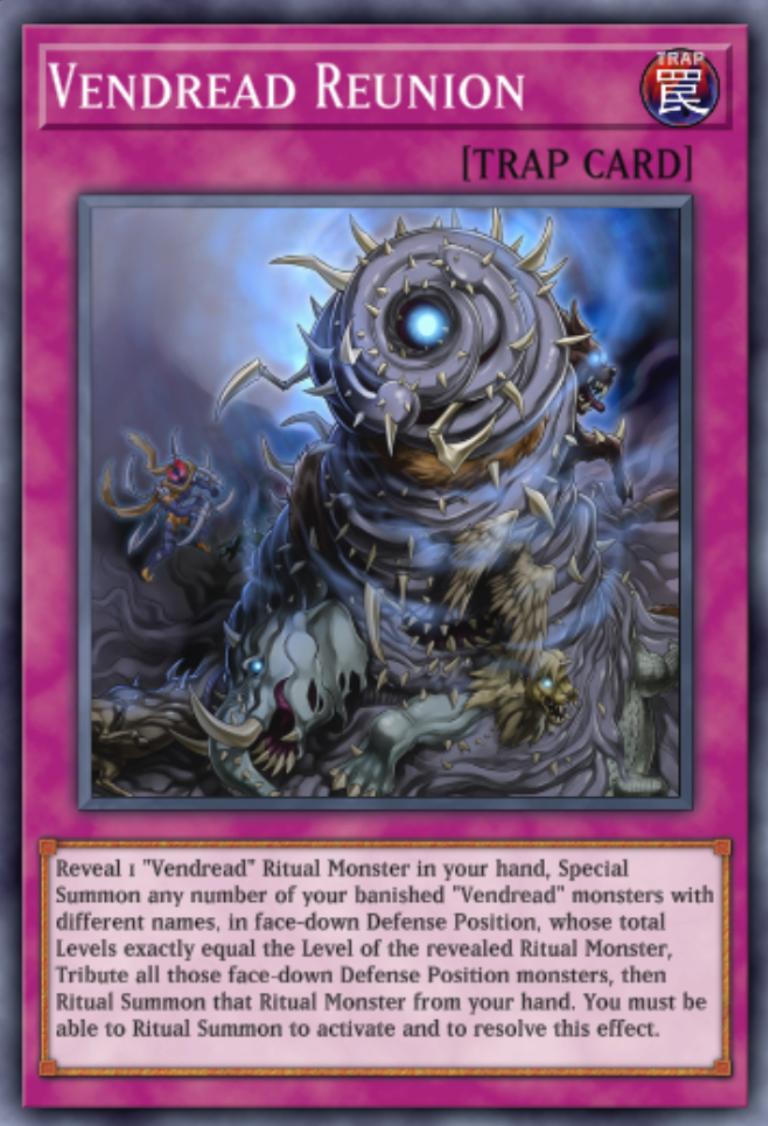 VENDREAD REUNION
TRAP
罠
[TRAP CARD]
Reveal 1 "Vendread" Ritual Monster in your hand, Special
Summon any number of your banished "Vendread" monsters with
different names, in face-down Defense Position, whose total
Levels exactly equal the Level of the revealed Ritual Monster,
Tribute all those face-down Defense Position monsters, then
Ritual Summon that Ritual Monster from your hand. You must be
able to Ritual Summon to activate and to resolve this effect.